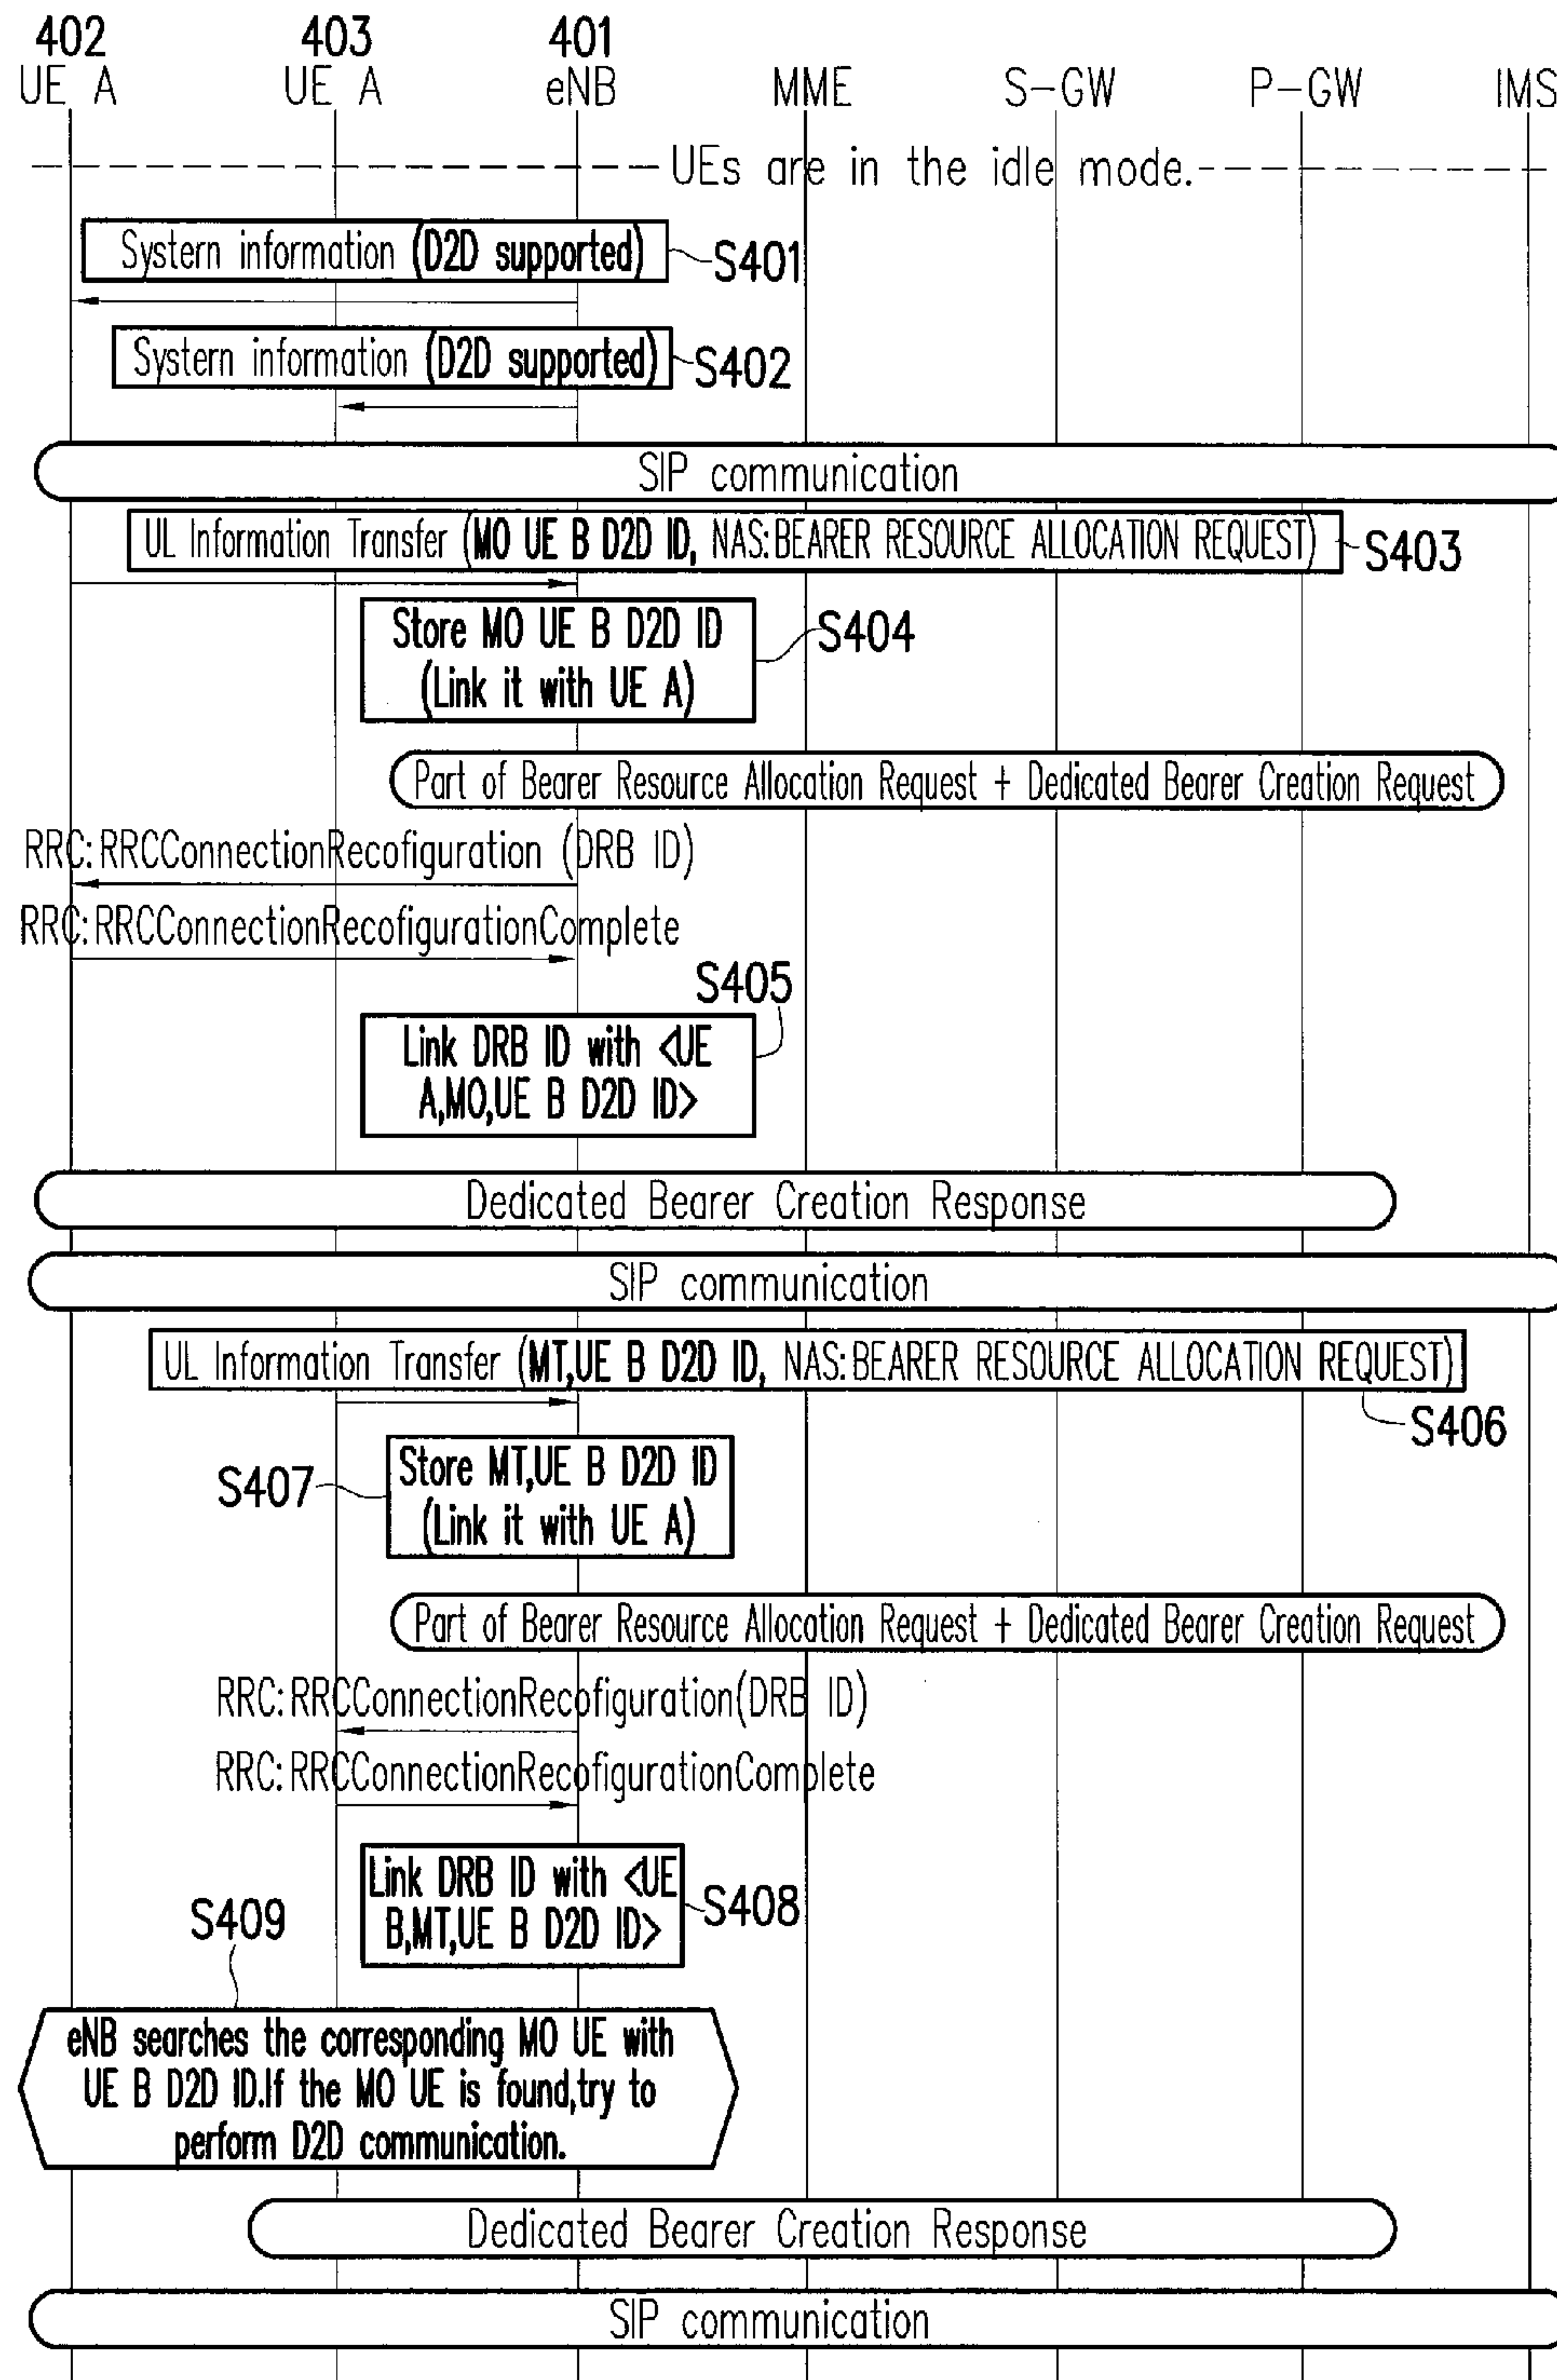 402 403 401
UE A UE A eNB MME S-GW P-GW IMS
UEs are in the idle mode.
Systern information (D2D supported) S401
Systern information (D2D supported) S402
SIP communication
UL Information Transfer (MO UE B D2D ID, NAS:BEARER RESOURCE ALLOCATION REQUEST) S403
Store MO UE B D2D ID
(Link it with UE A)
S404
Part of Bearer Resource Allocation Request + Dedicated Bearer Creation Request
RRC:RRCConnectionRecofiguration (DRB ID)
RRC:RRCConnectionRecofigurationComplete
S405
Link DRB ID with <UE
A,MO,UE B D2D ID>
Dedicated Bearer Creation Response
SIP communication
UL Information Transfer (MT,UE B D2D ID, NAS:BEARER RESOURCE ALLOCATION REQUEST)
S406
S407
Store MT,UE B D2D ID
(Link it with UE A)
Part of Bearer Resource Allocation Request + Dedicated Bearer Creation Request
RRC:RRCConnectionRecofiguration(DRB ID)
RRC:RRCConnectionRecofigurationComplete
Link DRB ID with <UE
B,MT,UE B D2D ID>
S408
S409
eNB searches the corresponding MO UE with
UE B D2D ID.If the MO UE is found,try to
perform D2D communication.
Dedicated Bearer Creation Response
SIP communication